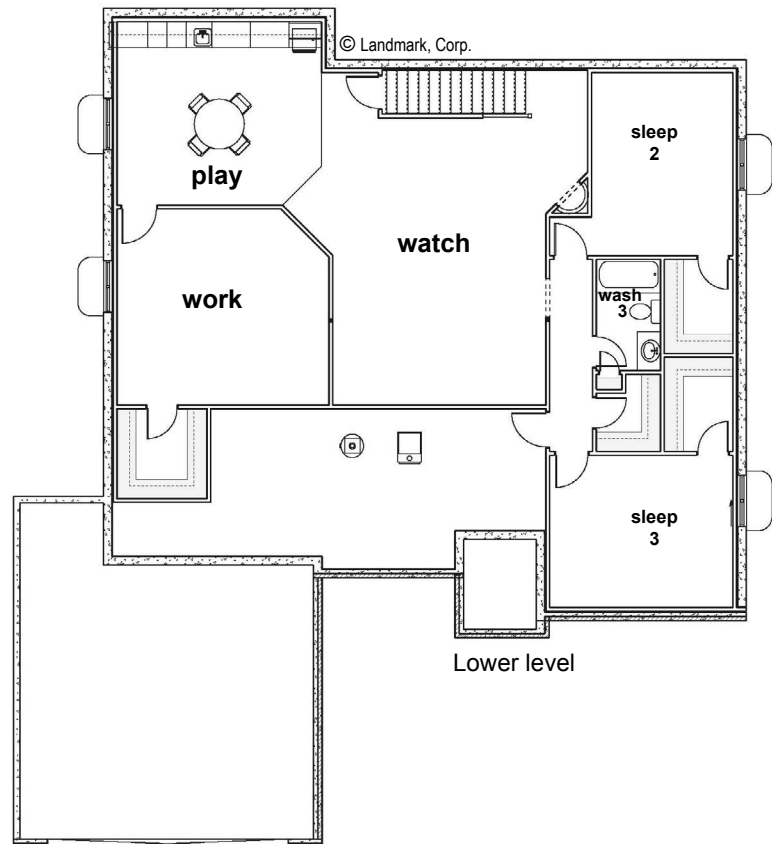 © Landmark, Corp.
sleep
2
play
watch
work
wash
3
sleep
3
Lower level